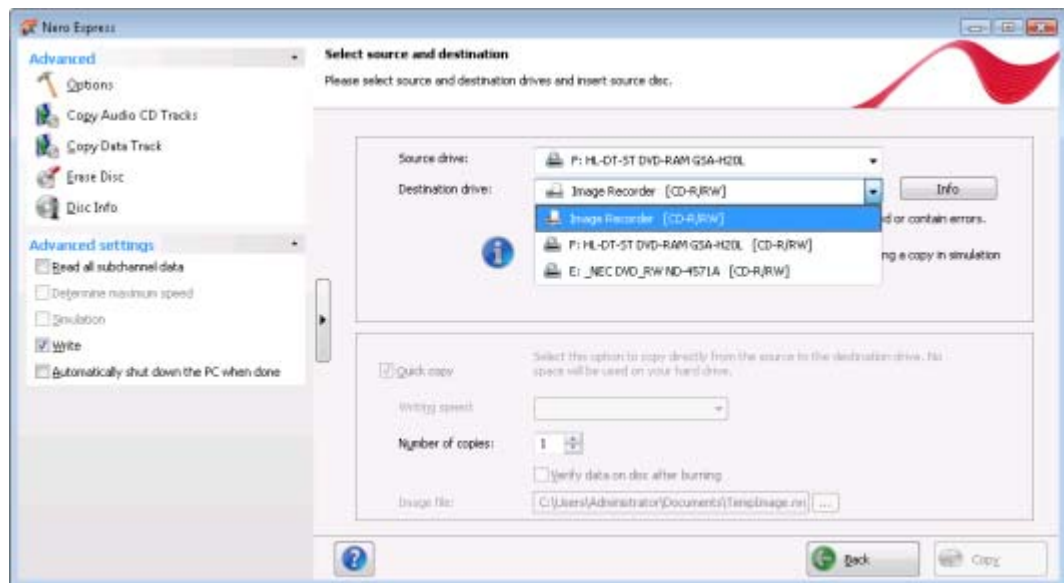 Nero Express
Advanced
Options
Copy Audio CD Tracks
Copy Data Track
Erase Disc
Disc Info
Advanced settings
Read all subchannel data
Determine maximum speed
Simulation
Write
Automatically shut down the PC when done
Select source and destination
Please select source and destination drives and insert source disc.
Source drive:
F: HL-DT-ST DVD-RAM GSA-H20L
Destination drive:
Image Recorder [CD-R/RW]
Info
Image Recorder [CD-R/RW]
or contain errors.
F: HL-DT-ST DVD-RAM GSA-H20L [CD-R/RW]
a copy in simulation
E: _NEC DVD_RW ND-4571A [CD-R/RW]
Quick copy
Select this option to copy directly from the source to the destination drive. No
space will be used on your hard drive.
Writing speed
Number of copies:
1
Verify data on disc after burning
Image file:
C:\Users\Administrator\Documents\TempImage.nr
...
Back
Copy